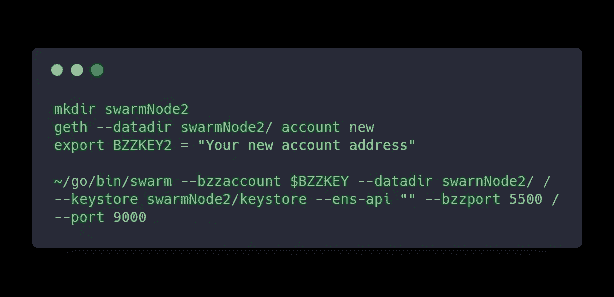 mkdir swarmNode2
geth --datadir swarmNode2/ account new
export BZZKEY2 = "Your new account address"
~/go/bin/swarm --bzzaccount $BZZKEY --datadir swarnNode2/ /
--keystore swarmNode2/keystore --ens-api "" --bzzport 5500 /
--port 9000